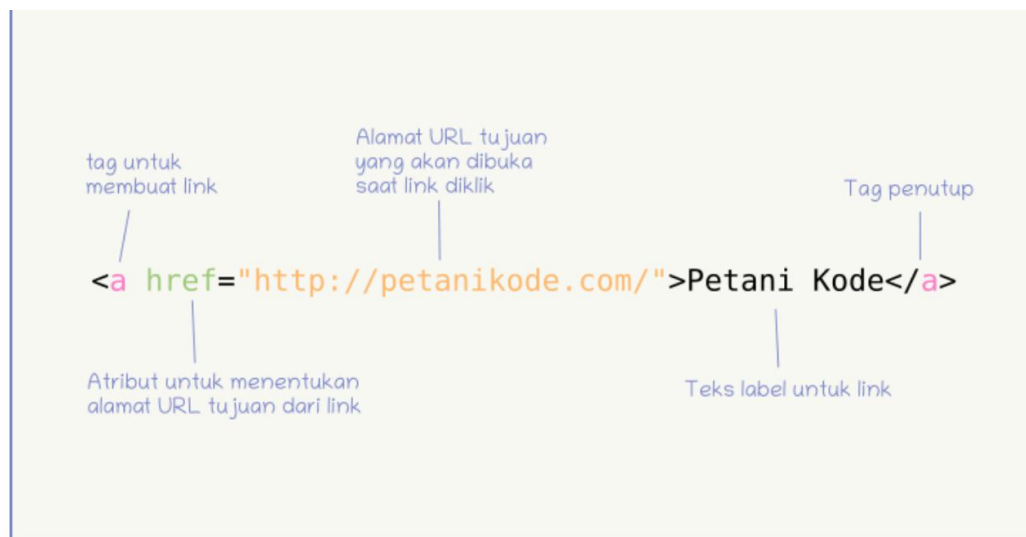 tag untuk
membuat link
Alamat URL tujuan
yang akan dibuka
saat link diklik
Tag penutup
<a href="http://petanikode.com/">Petani Kode</a>
Atribut untuk menentukan
alamat URL tujuan dari link
Teks label untuk link